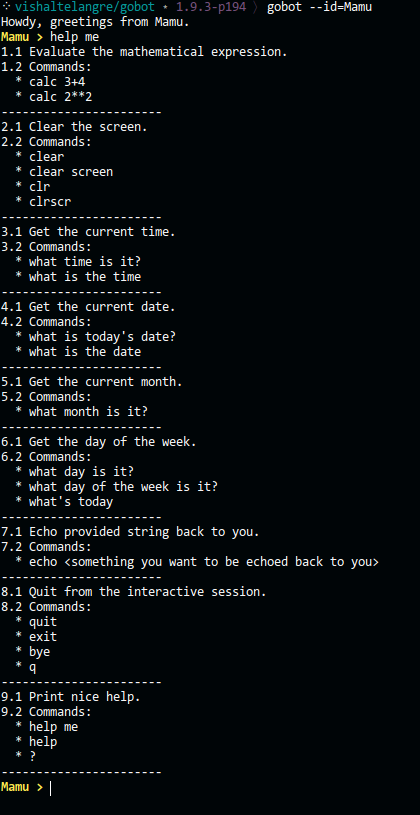 ⁘ vishaltelangre/gobot ⋆ 1.9.3-p194 〉 gobot --id=Mamu
Howdy, greetings from Mamu.
Mamu > help me
1.1 Evaluate the mathematical expression.
1.2 Commands:
  * calc 3+4
  * calc 2**2
-----------------------
2.1 Clear the screen.
2.2 Commands:
  * clear
  * clear screen
  * clr
  * clrscr
-----------------------
3.1 Get the current time.
3.2 Commands:
  * what time is it?
  * what is the time
-----------------------
4.1 Get the current date.
4.2 Commands:
  * what is today's date?
  * what is the date
-----------------------
5.1 Get the current month.
5.2 Commands:
  * what month is it?
-----------------------
6.1 Get the day of the week.
6.2 Commands:
  * what day is it?
  * what day of the week is it?
  * what's today
-----------------------
7.1 Echo provided string back to you.
7.2 Commands:
  * echo <something you want to be echoed back to you>
-----------------------
8.1 Quit from the interactive session.
8.2 Commands:
  * quit
  * exit
  * bye
  * q
-----------------------
9.1 Print nice help.
9.2 Commands:
  * help me
  * help
  * ?
-----------------------
Mamu >